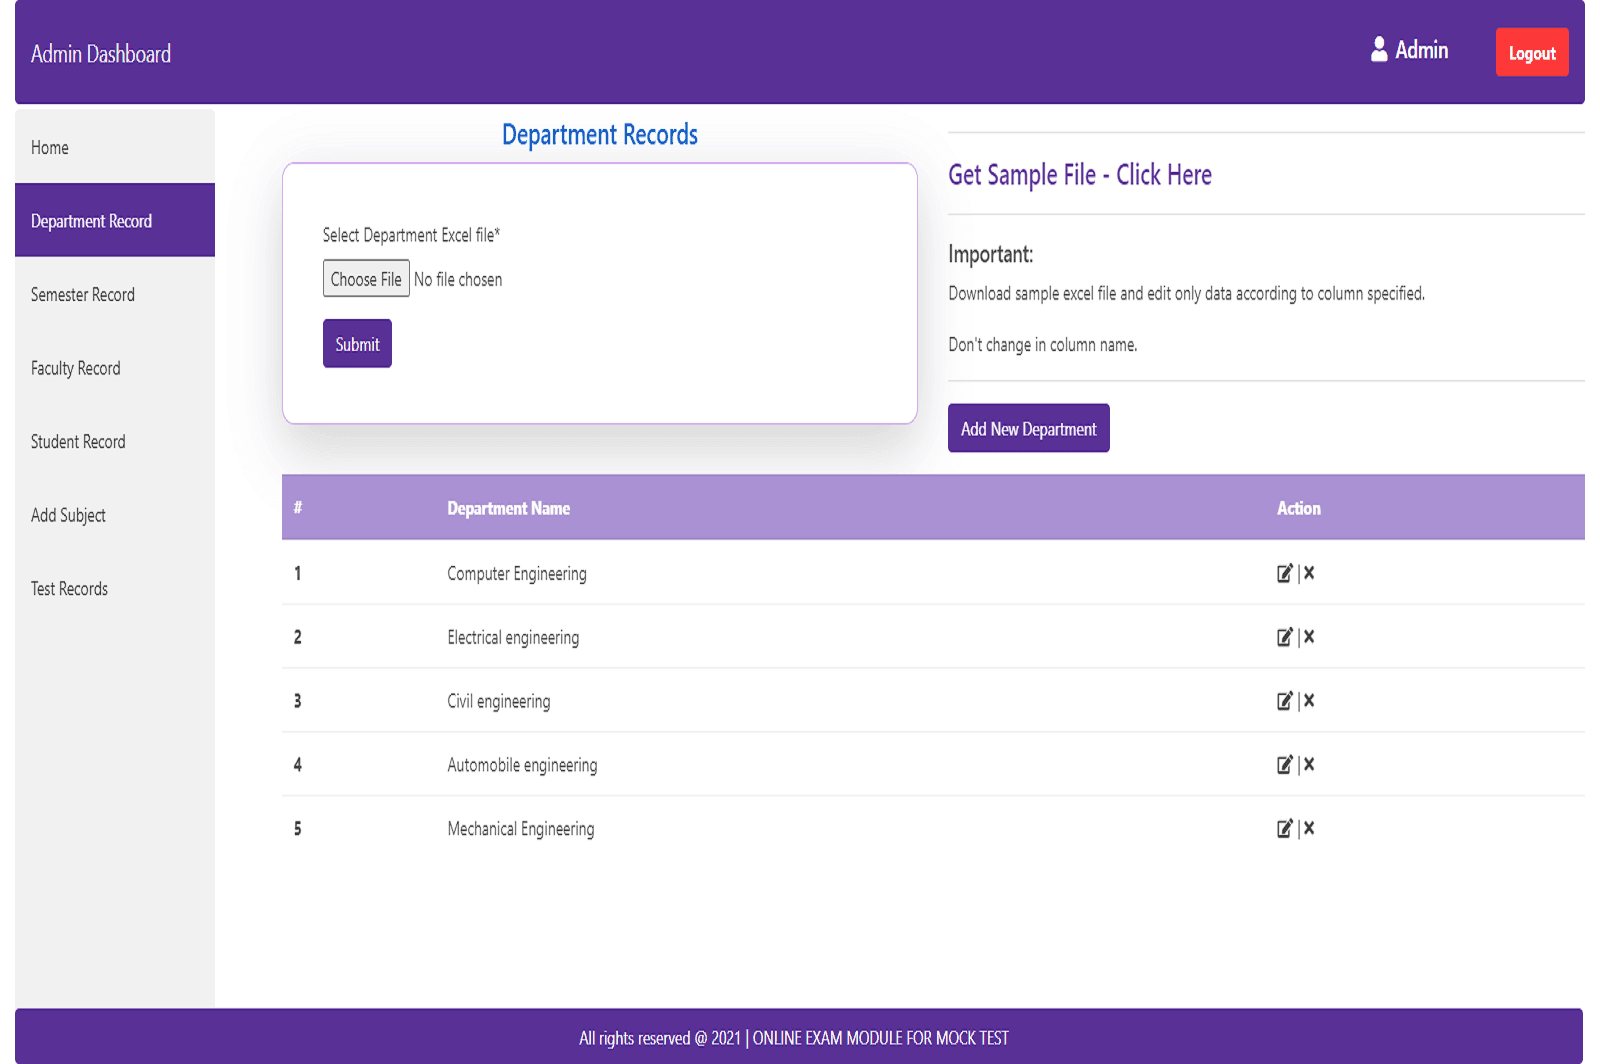 Admin Dashboard
Admin
Logout
Home
Department Record
Semester Record
Faculty Record
Student Record
Add Subject
Test Records
Department Records
Select Department Excel file*
Choose File No file chosen
Submit
Get Sample File - Click Here
Important:
Download sample excel file and edit only data according to column specified.
Don't change in column name.
Add New Department
# Department Name Action
1 Computer Engineering |
2 Electrical engineering |
3 Civil engineering |
4 Automobile engineering |
5 Mechanical Engineering |
All rights reserved @ 2021 | ONLINE EXAM MODULE FOR MOCK TEST